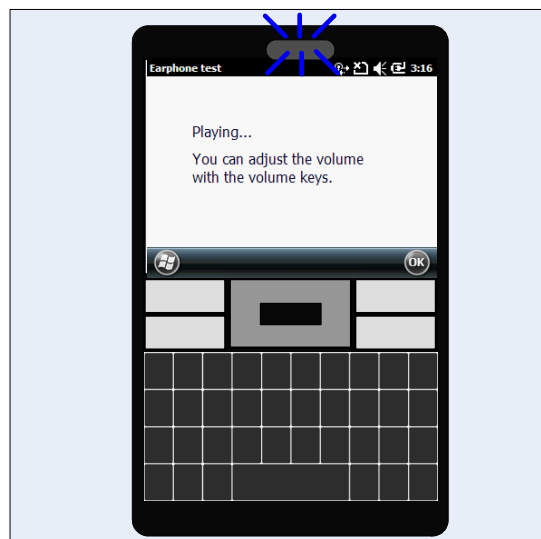 Earphone test 3:16
Playing...
You can adjust the volume
with the volume keys.
OK